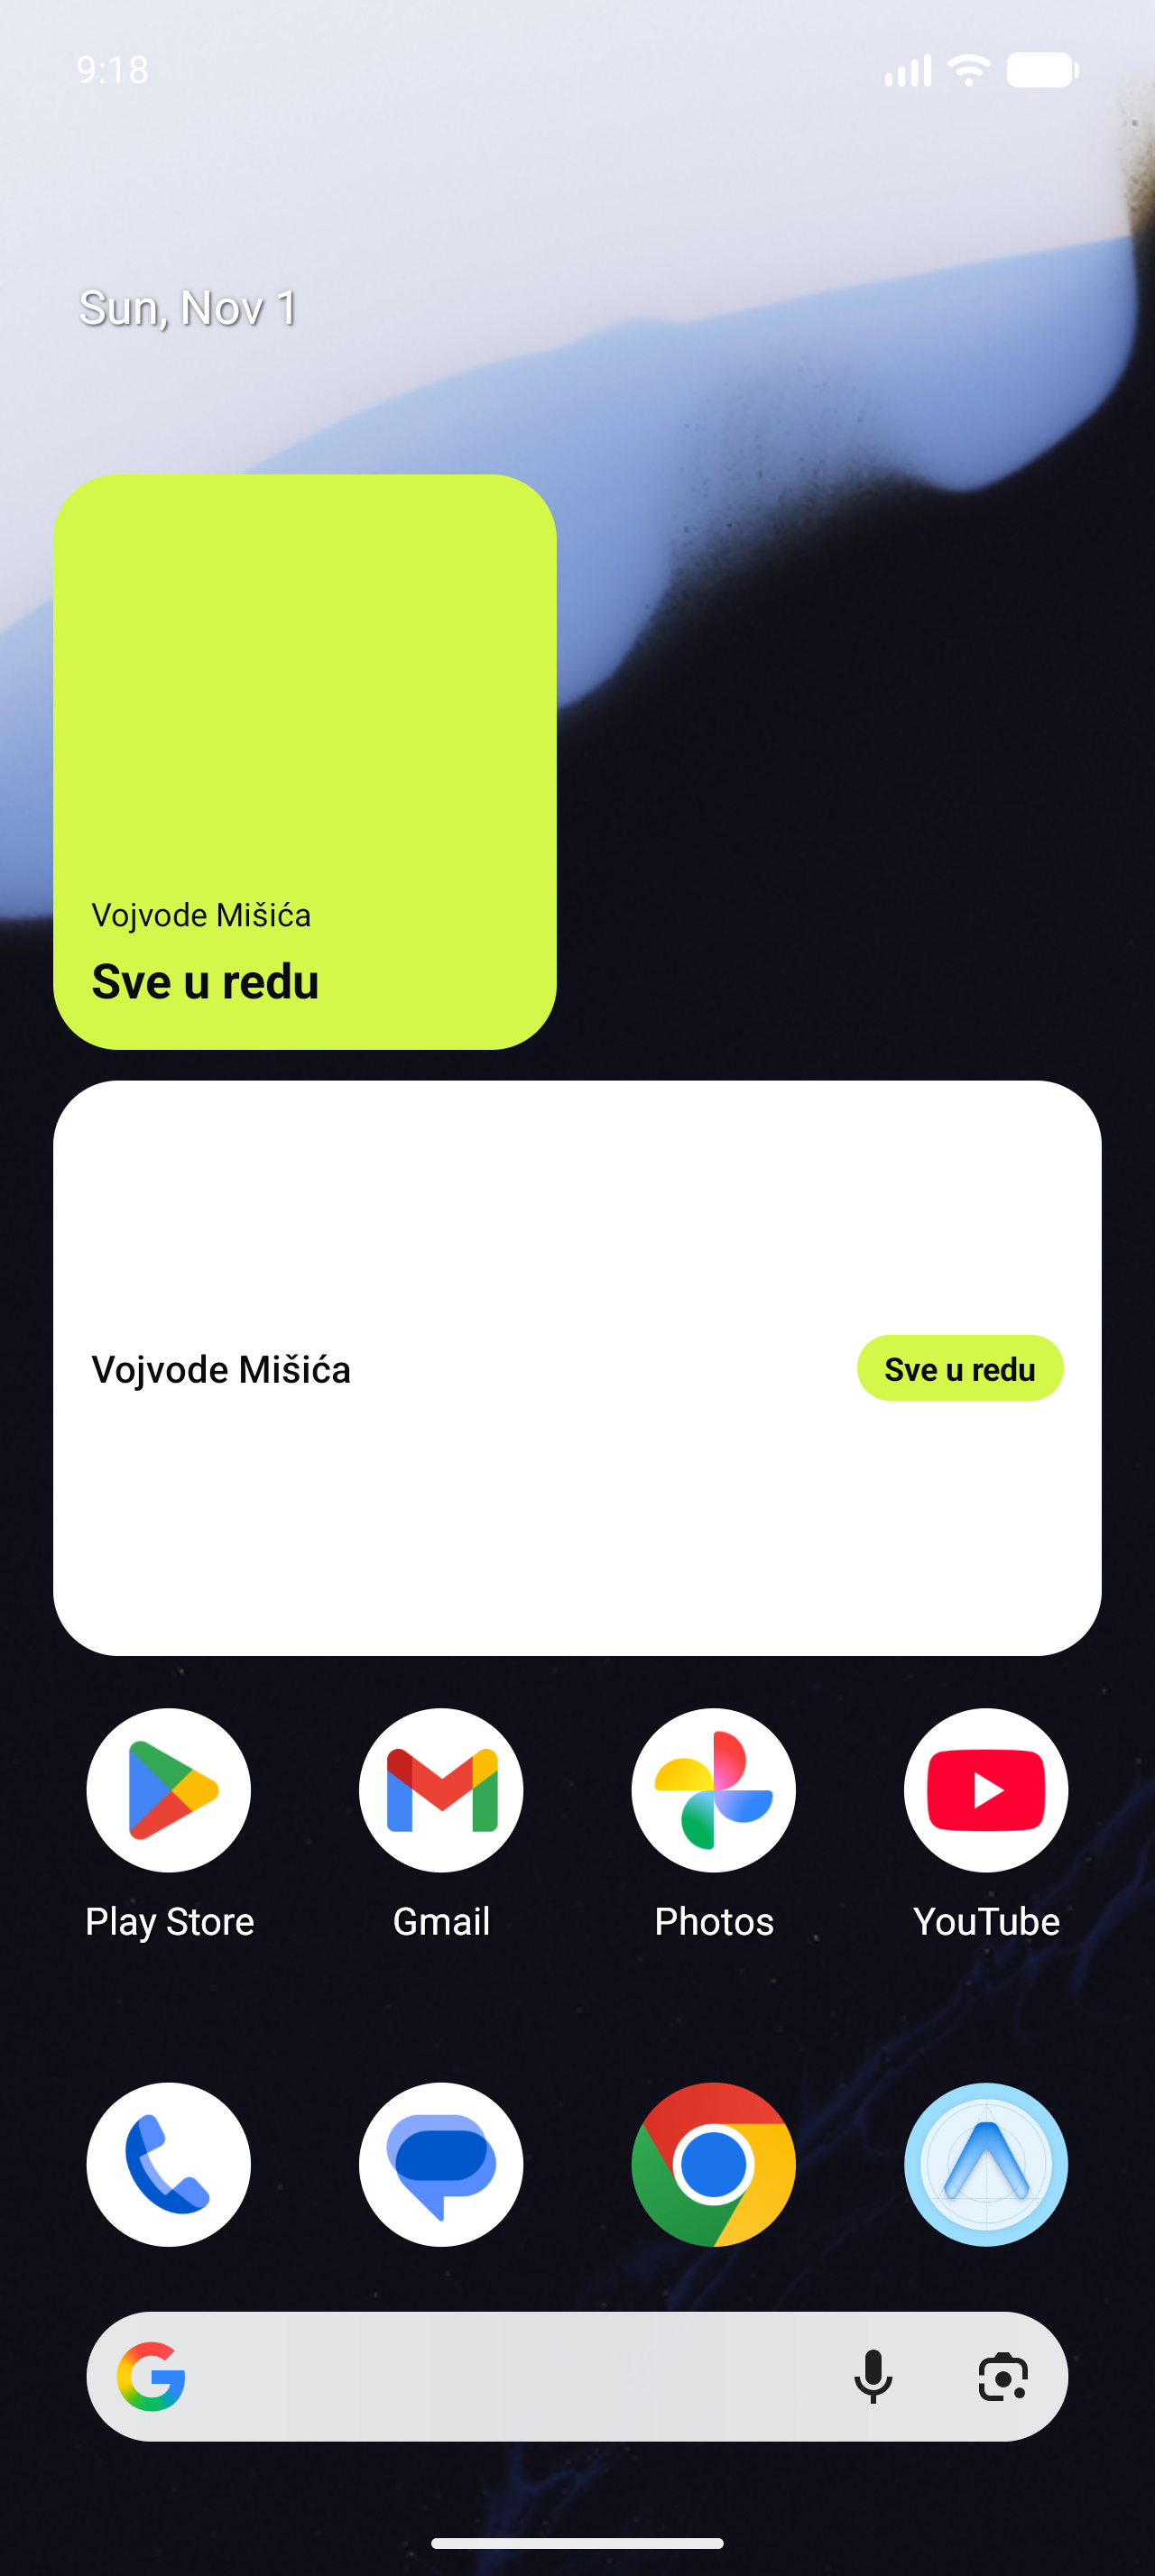 9:18
Sun, Nov 1
Vojvode Mišića
Sve u redu
Vojvode Mišića
Sve u redu
Play Store
Gmail
Photos
YouTube